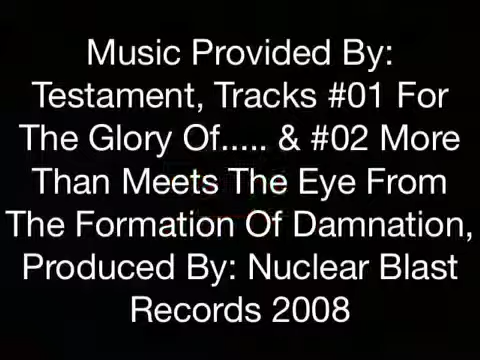 Music Provided By:
Testament, Tracks #01 For
The Glory Of..... & #02 More
Than Meets The Eye From
The Formation Of Damnation,
Produced By: Nuclear Blast
Records 2008